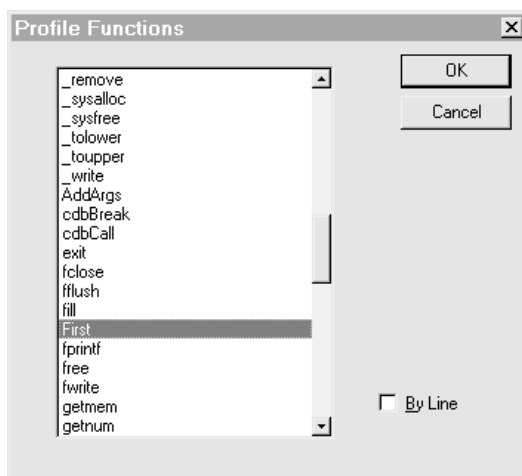 Profile Functions
_remove
_sysalloc
_sysfree
_tolower
_toupper
_write
AddArgs
cdbBreak
cdbCall
exit
fclose
fflush
fill
First
fprintf
free
fwrite
getmem
getnum
OK
Cancel
By Line